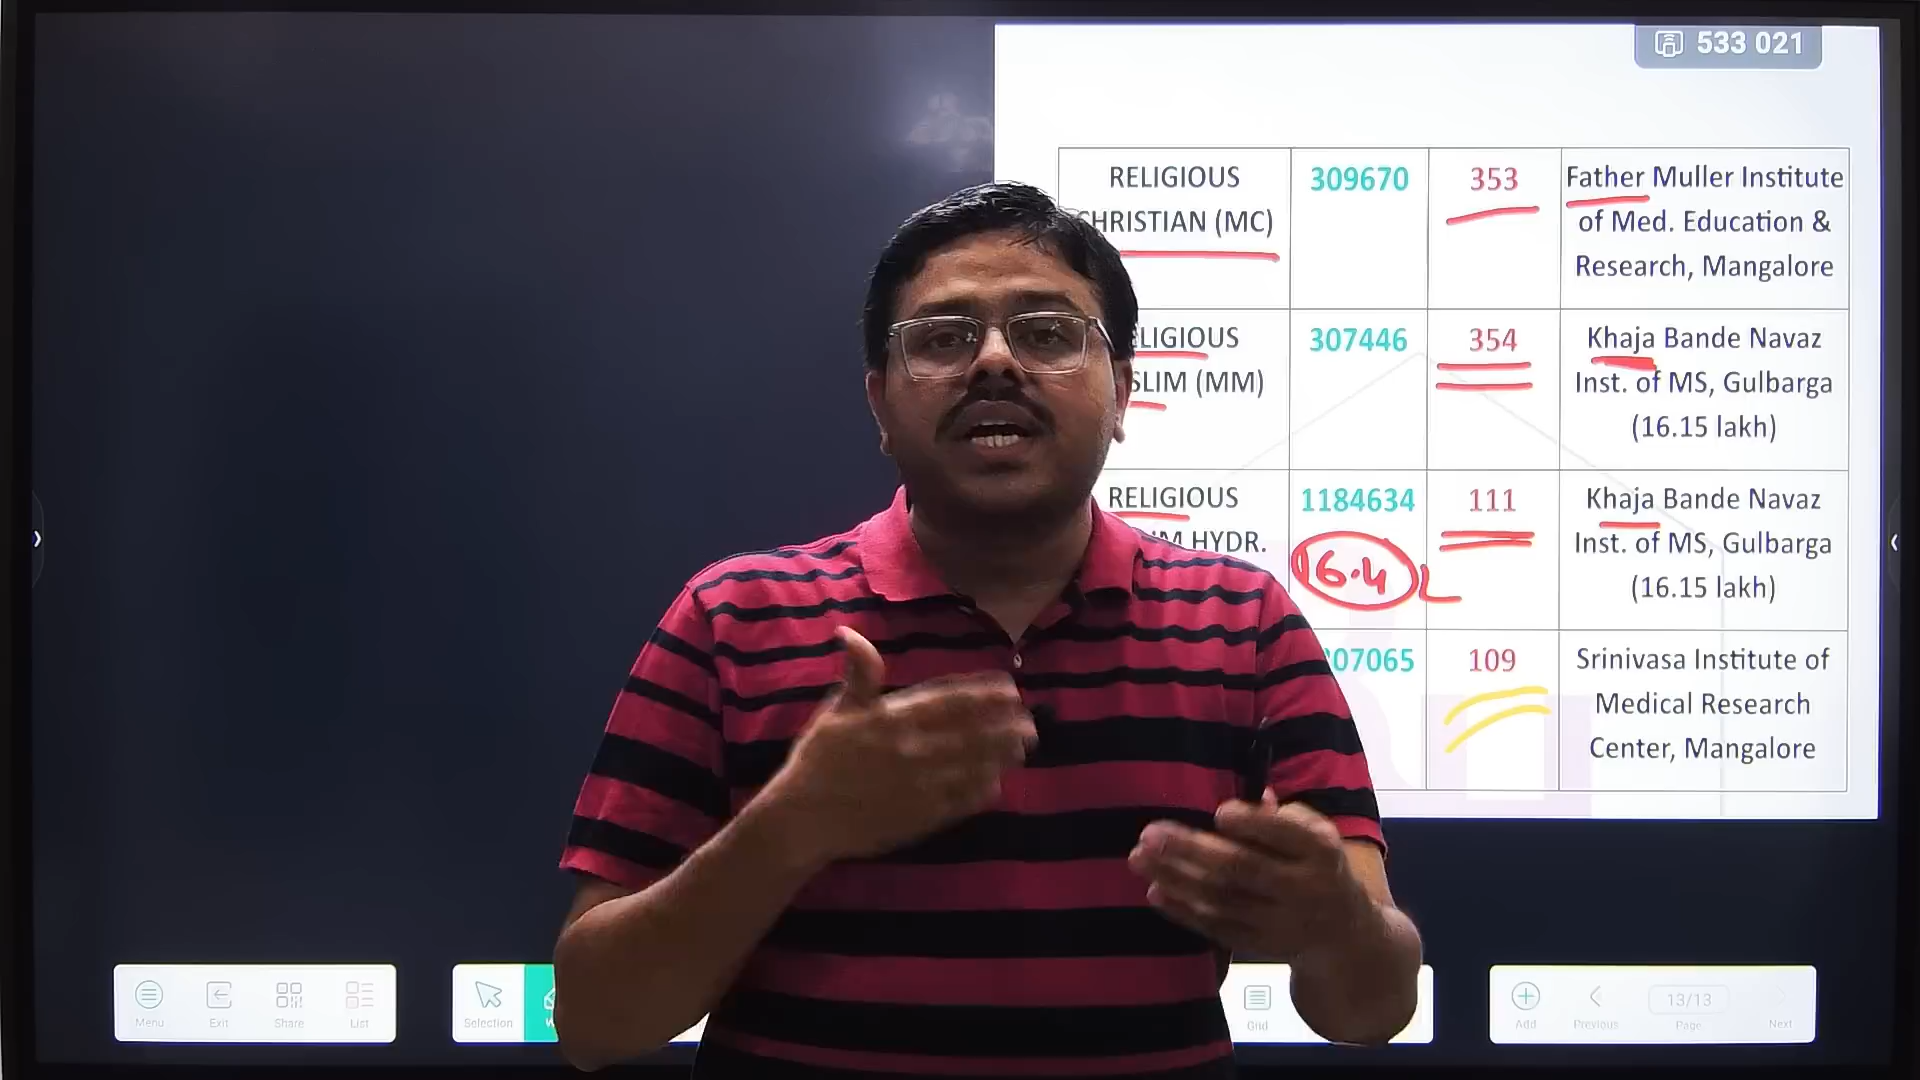 533 021
RELIGIOUS
CHRISTIAN (MC)
309670
353
Father Muller Institute
of Med. Education &
Research, Mangalore
RELIGIOUS
SLIM (MM)
307446
354
Khaja Bande Navaz
Inst. of MS, Gulbarga
(16.15 lakh)
RELIGIOUS
HYDR.
1184634
16.4 L
111
Khaja Bande Navaz
Inst. of MS, Gulbarga
(16.15 lakh)
07065
109
Srinivasa Institute of
Medical Research
Center, Mangalore
Menu
Exit
Share
List
Selection
Grid
Add
Previous
13/13
Page
Next